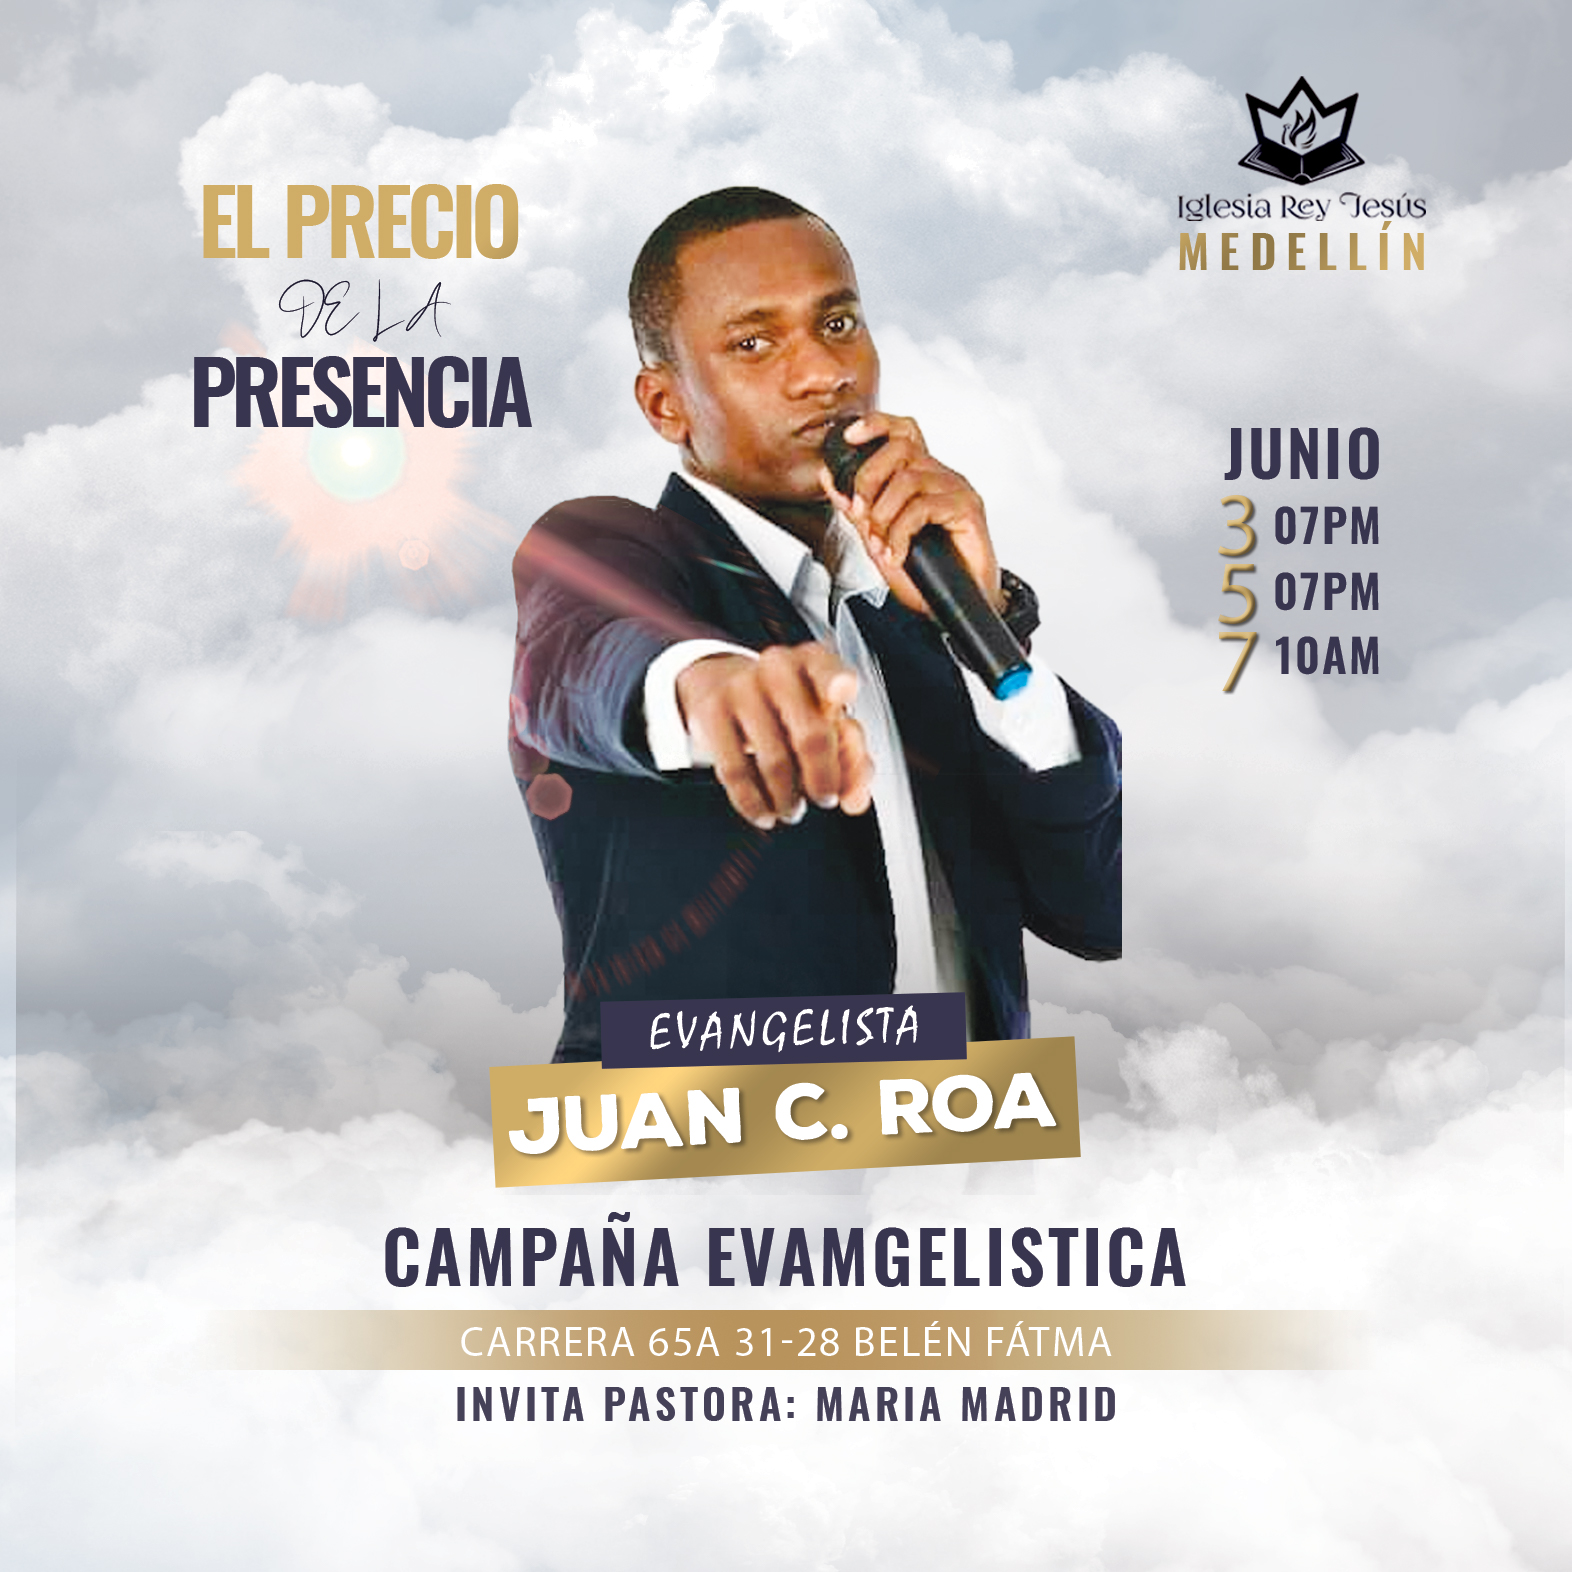 EL PRECIO
DE LA
PRESENCIA
Iglesia Rey Jesús
MEDELLÍN
JUNIO
3 07PM
5 07PM
7 10AM
EVANGELISTA
JUAN C. ROA
CAMPAÑA EVAMGELISTICA
CARRERA 65A 31-28 BELÉN FÁTMA
INVITA PASTORA: MARIA MADRID